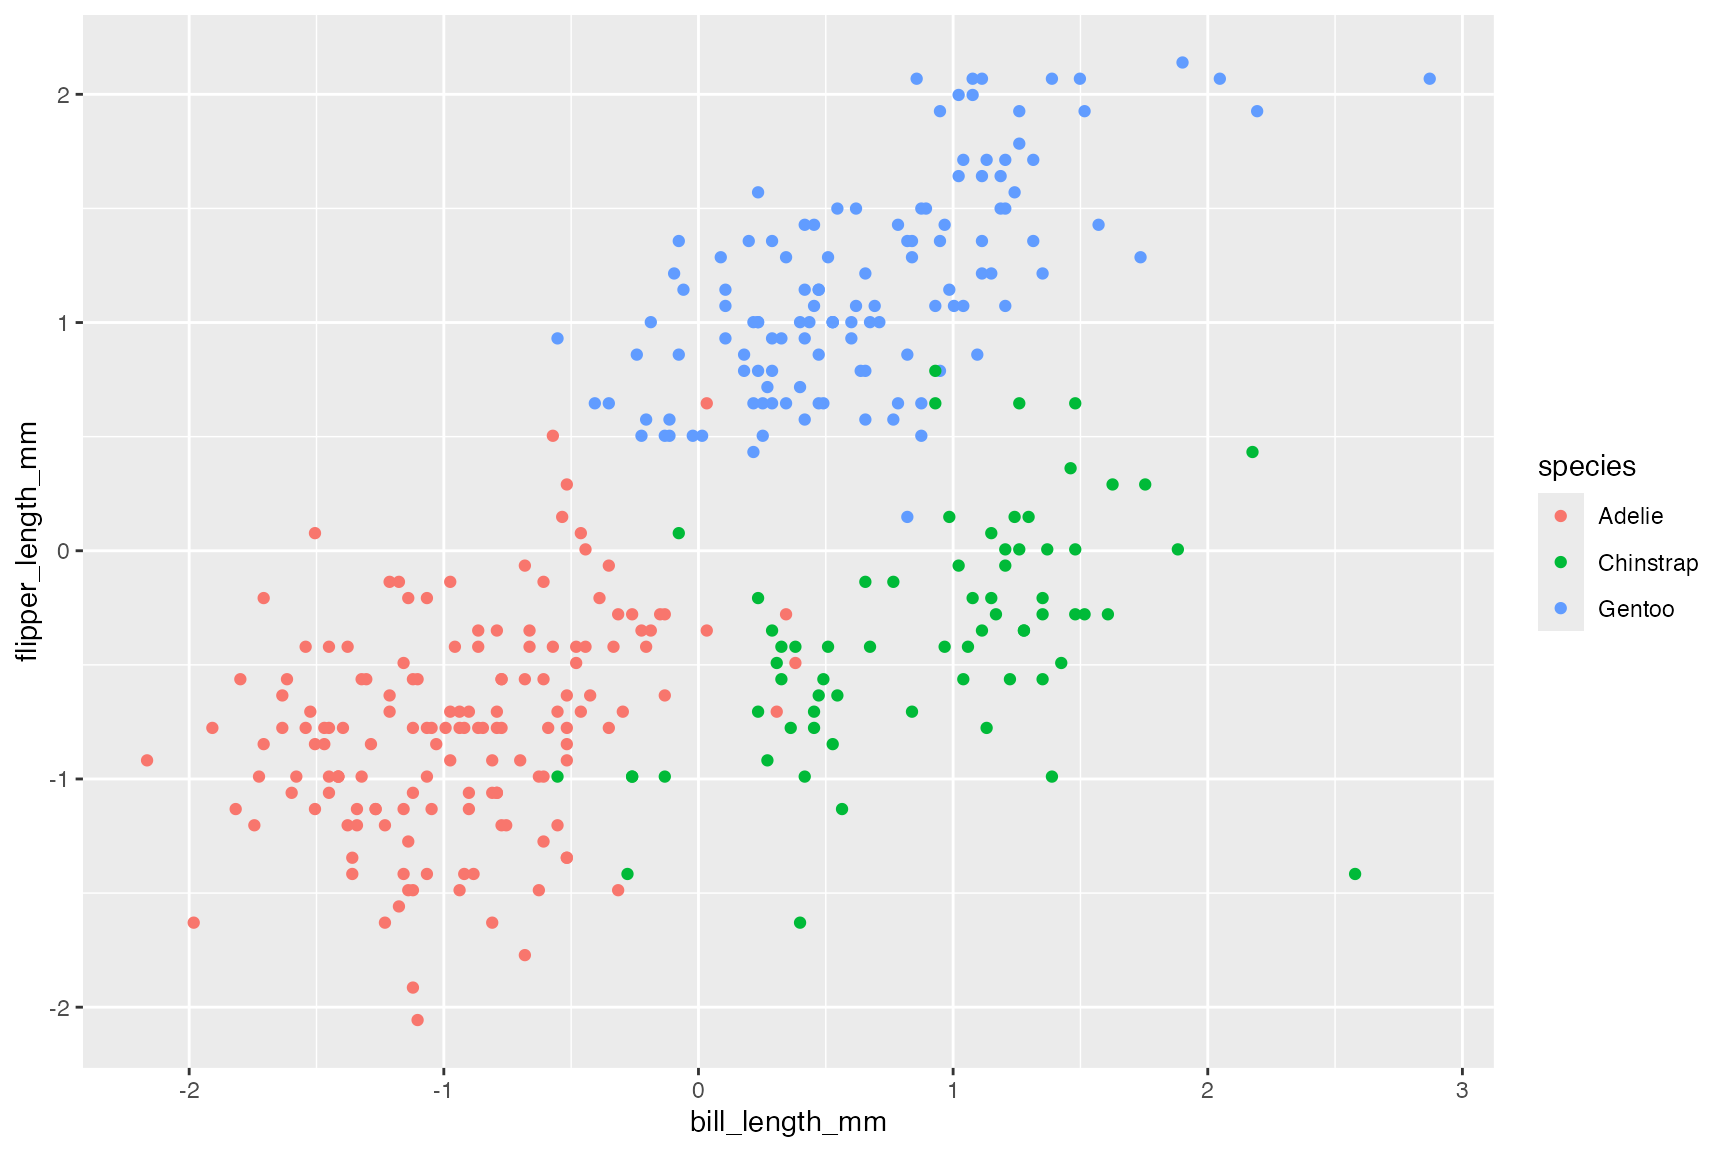 2
1
0
-1
-2
flipper_length_mm
-2
-1
0
1
2
3
bill_length_mm
species
Adelie
Chinstrap
Gentoo